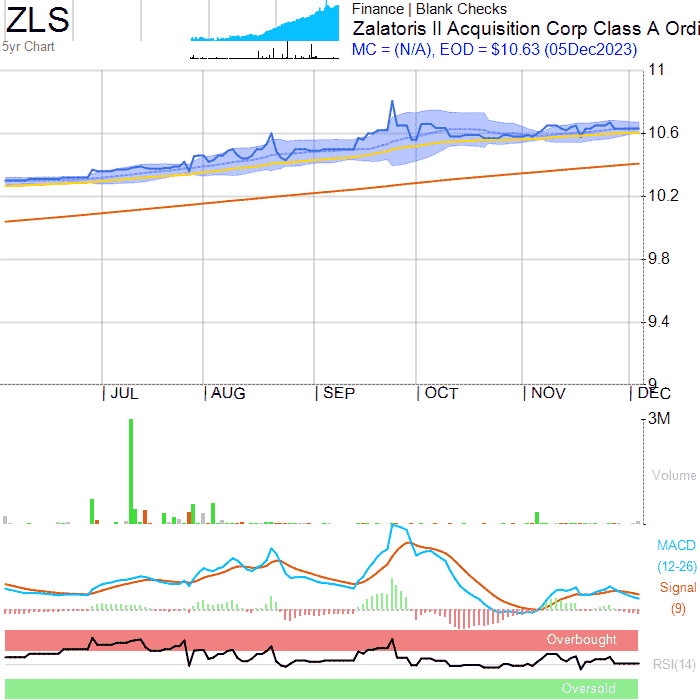 ZLS
5yr Chart
Finance | Blank Checks
Zalatoris II Acquisition Corp Class A Ordi
MC = (N/A), EOD = $10.63 (05Dec2023)
11
10.6
10.2
9.8
9.4
9
JUL AUG SEP OCT NOV DEC
3M
Volume
MACD
(12-26)
Signal
(9)
Overbought
RSI(14)
Oversold